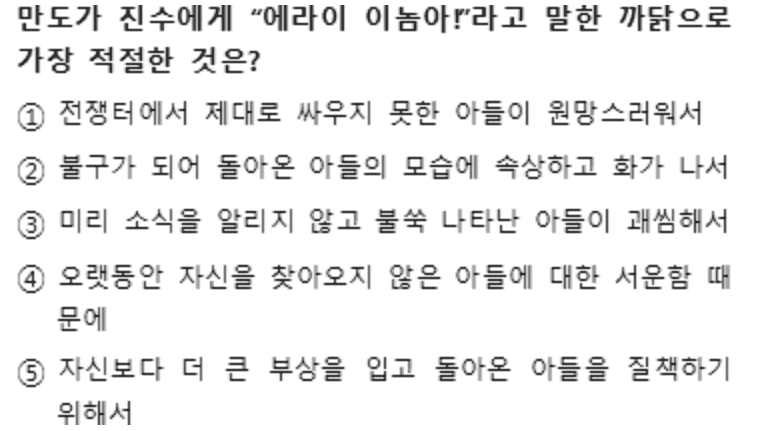 만도가 진수에게 “에라이 이놈아!”라고 말한 까닭으로
가장 적절한 것은?
① 전쟁터에서 제대로 싸우지 못한 아들이 원망스러워서
② 불구가 되어 돌아온 아들의 모습에 속상하고 화가 나서
③ 미리 소식을 알리지 않고 불쑥 나타난 아들이 괘씸해서
④ 오랫동안 자신을 찾아오지 않은 아들에 대한 서운함 때
문에
⑤ 자신보다 더 큰 부상을 입고 돌아온 아들을 질책하기
위해서